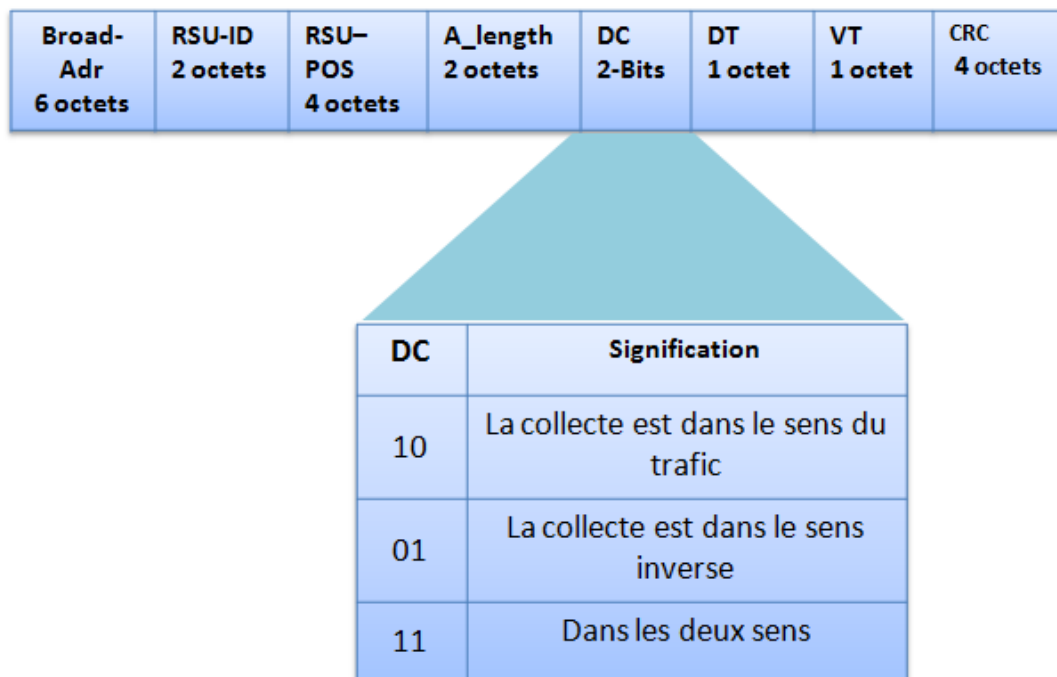 Broad-
Adr
6 octets
RSU-ID
2 octets
RSU–
POS
4 octets
A_length
2 octets
DC
2-Bits
DT
1 octet
VT
1 octet
CRC
4 octets
DC
Signification
10
La collecte est dans le sens du
trafic
01
La collecte est dans le sens
inverse
11
Dans les deux sens